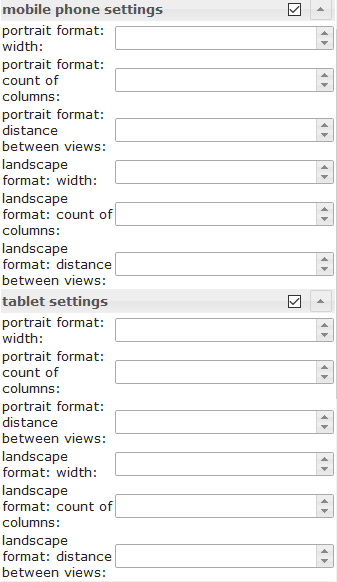 mobile phone settings
portrait format:
width:
portrait format:
count of
columns:
portrait format:
distance
between views:
landscape
format: width:
landscape
format: count of
columns:
landscape
format: distance
between views:
tablet settings
portrait format:
width:
portrait format:
count of
columns:
portrait format:
distance
between views:
landscape
format: width:
landscape
format: count of
columns:
landscape
format: distance
between views: